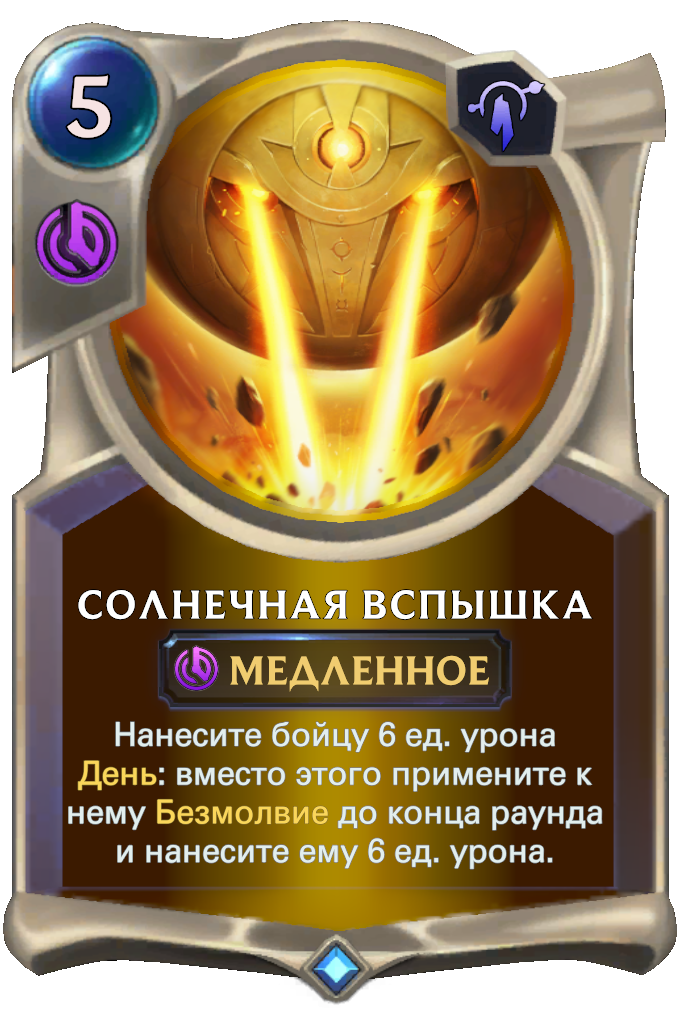 5
СОЛНЕЧНАЯ ВСПЫШКА
МЕДЛЕННОЕ
Нанесите бойцу 6 ед. урона
День: вместо этого примените к
нему Безмолвие до конца раунда
и нанесите ему 6 ед. урона.